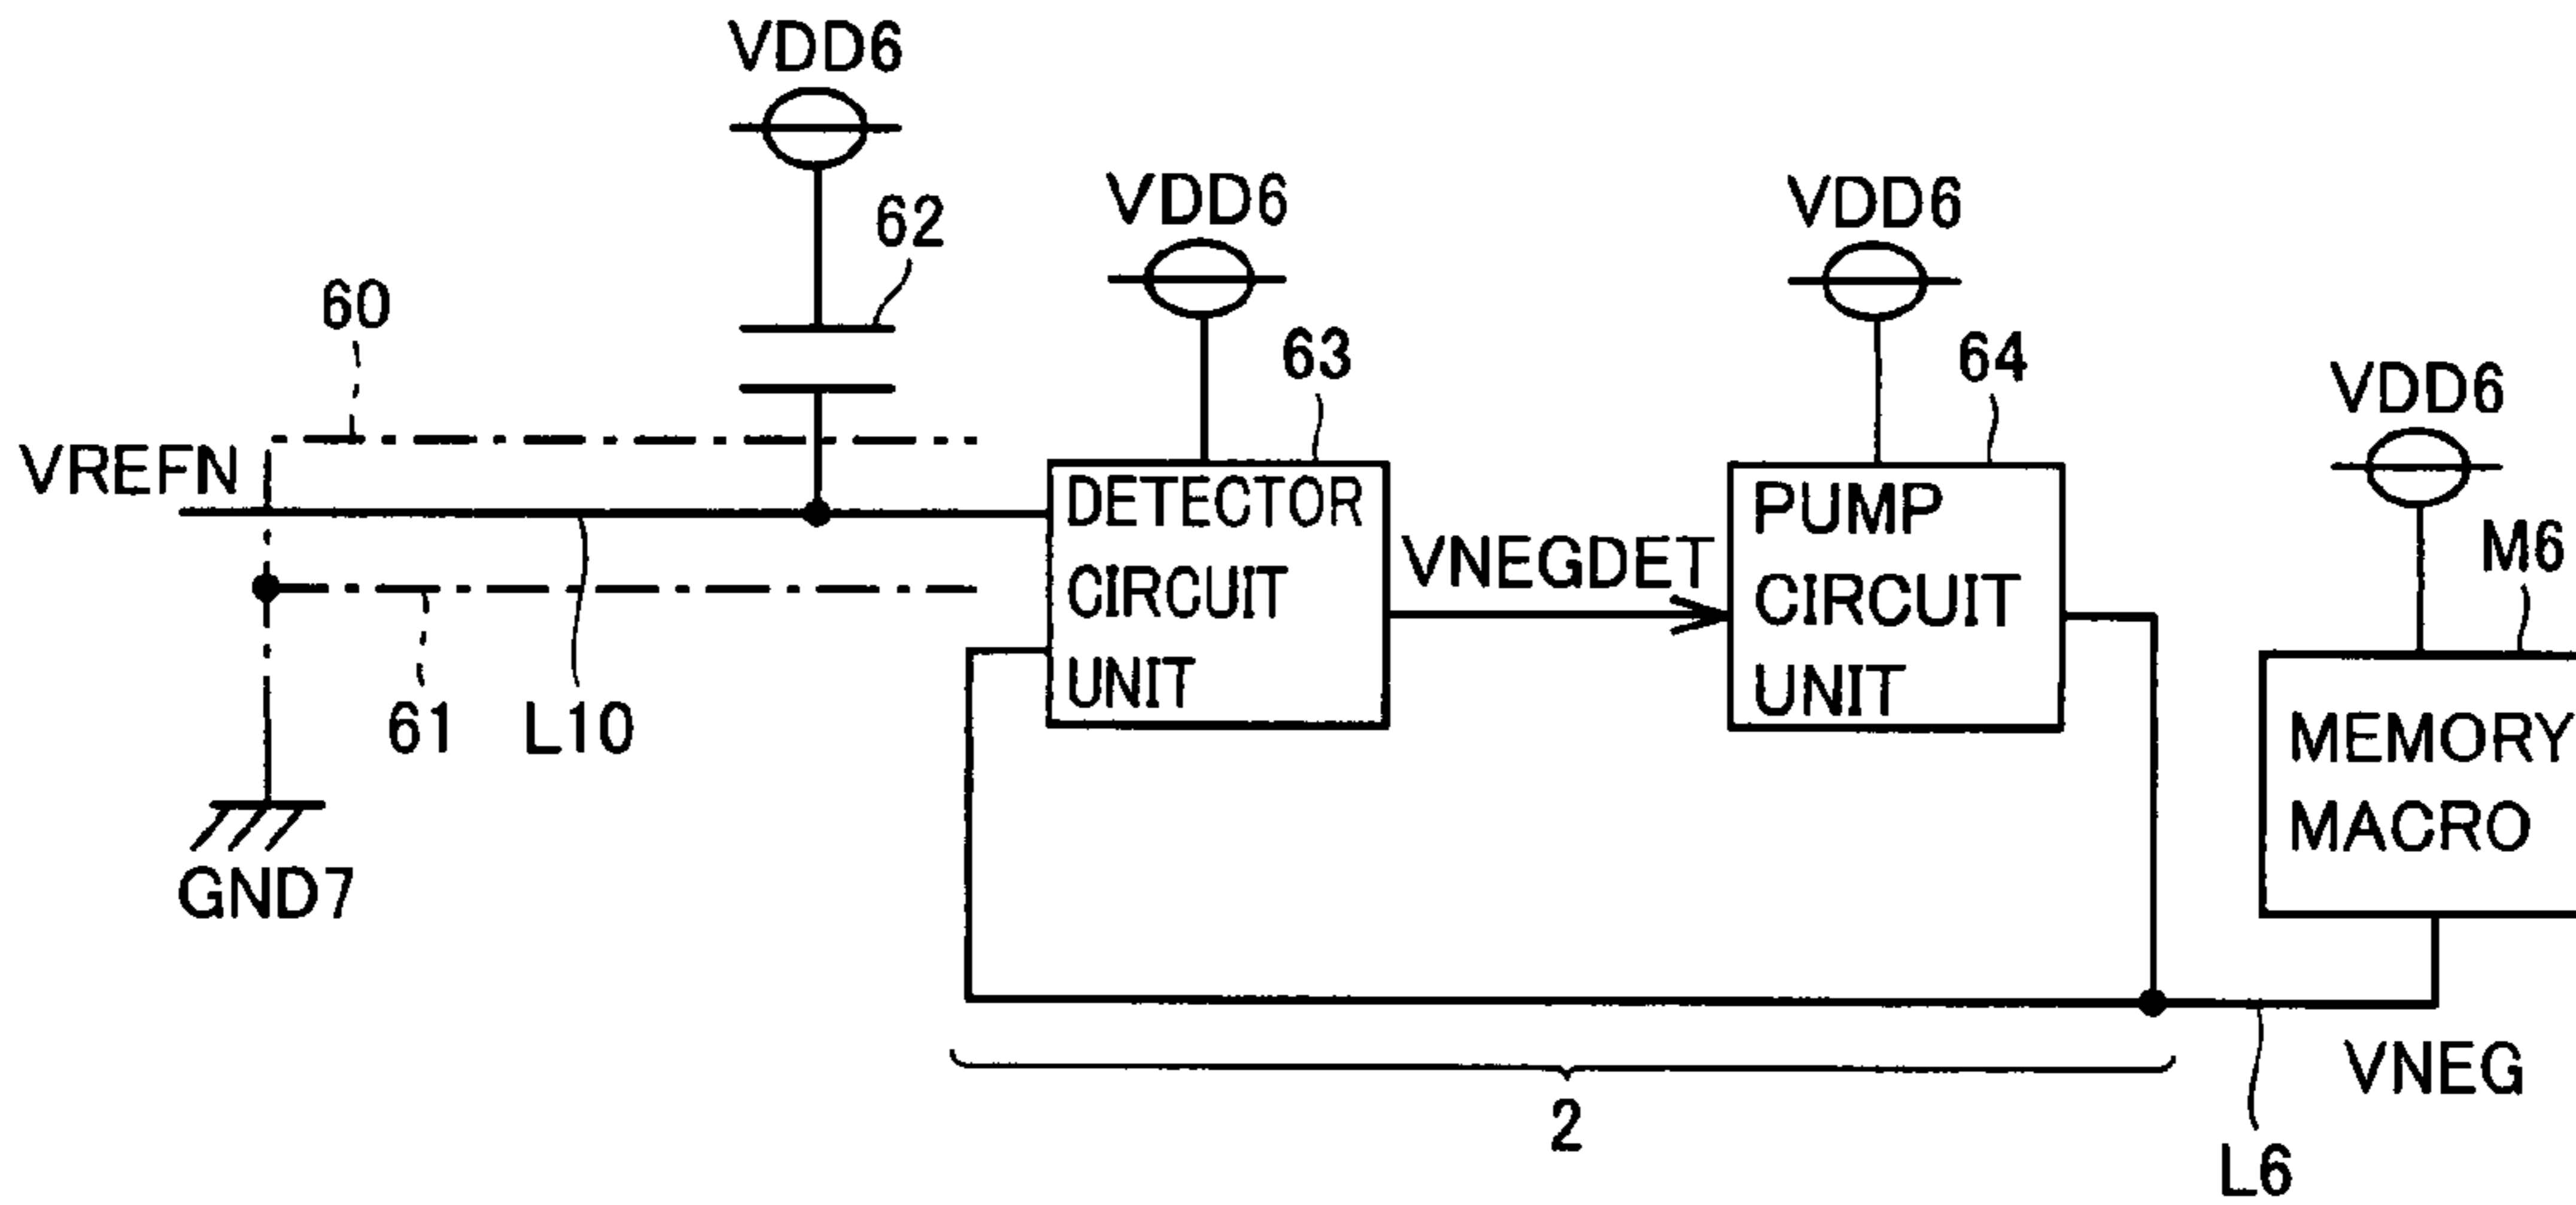 VDD6
62
VDD6
VDD6
60
63
64
VDD6
VREFN
DETECTOR
CIRCUIT
UNIT
VNEGDET
PUMP
CIRCUIT
UNIT
M6
61
L10
MEMORY
MACRO
GND7
VNEG
2
L6